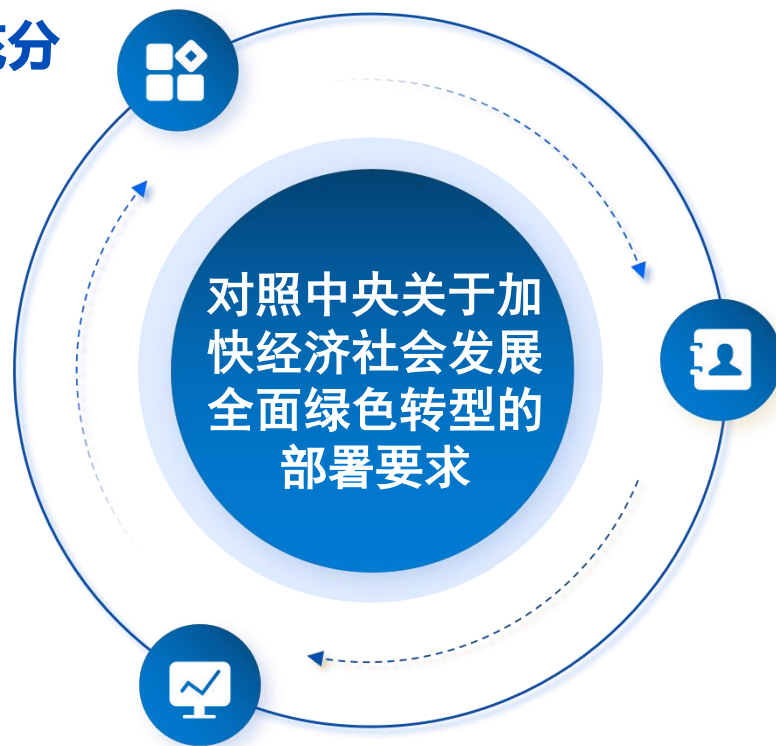 分
对照中央关于加
快经济社会发展
全面绿色转型的
部署要求